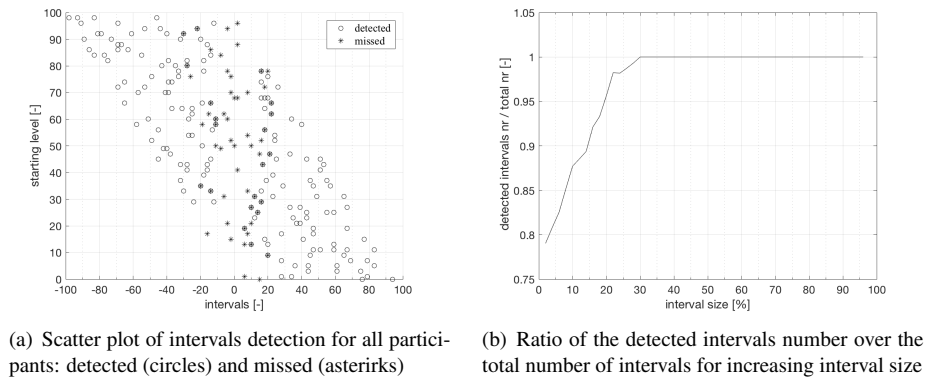 100
90
80
70
60
50
40
30
20
10
0
starting level [-]
detected
missed
-100 -80 -60 -40 -20 0 20 40 60 80 100
intervals [-]
1
0.95
0.9
0.85
0.8
0.75
detected intervals nr / total nr [-]
0 10 20 30 40 50 60 70 80 90 100
interval size [%]
(a) Scatter plot of intervals detection for all partici-
pants: detected (circles) and missed (asterirks)
(b) Ratio of the detected intervals number over the
total number of intervals for increasing interval size